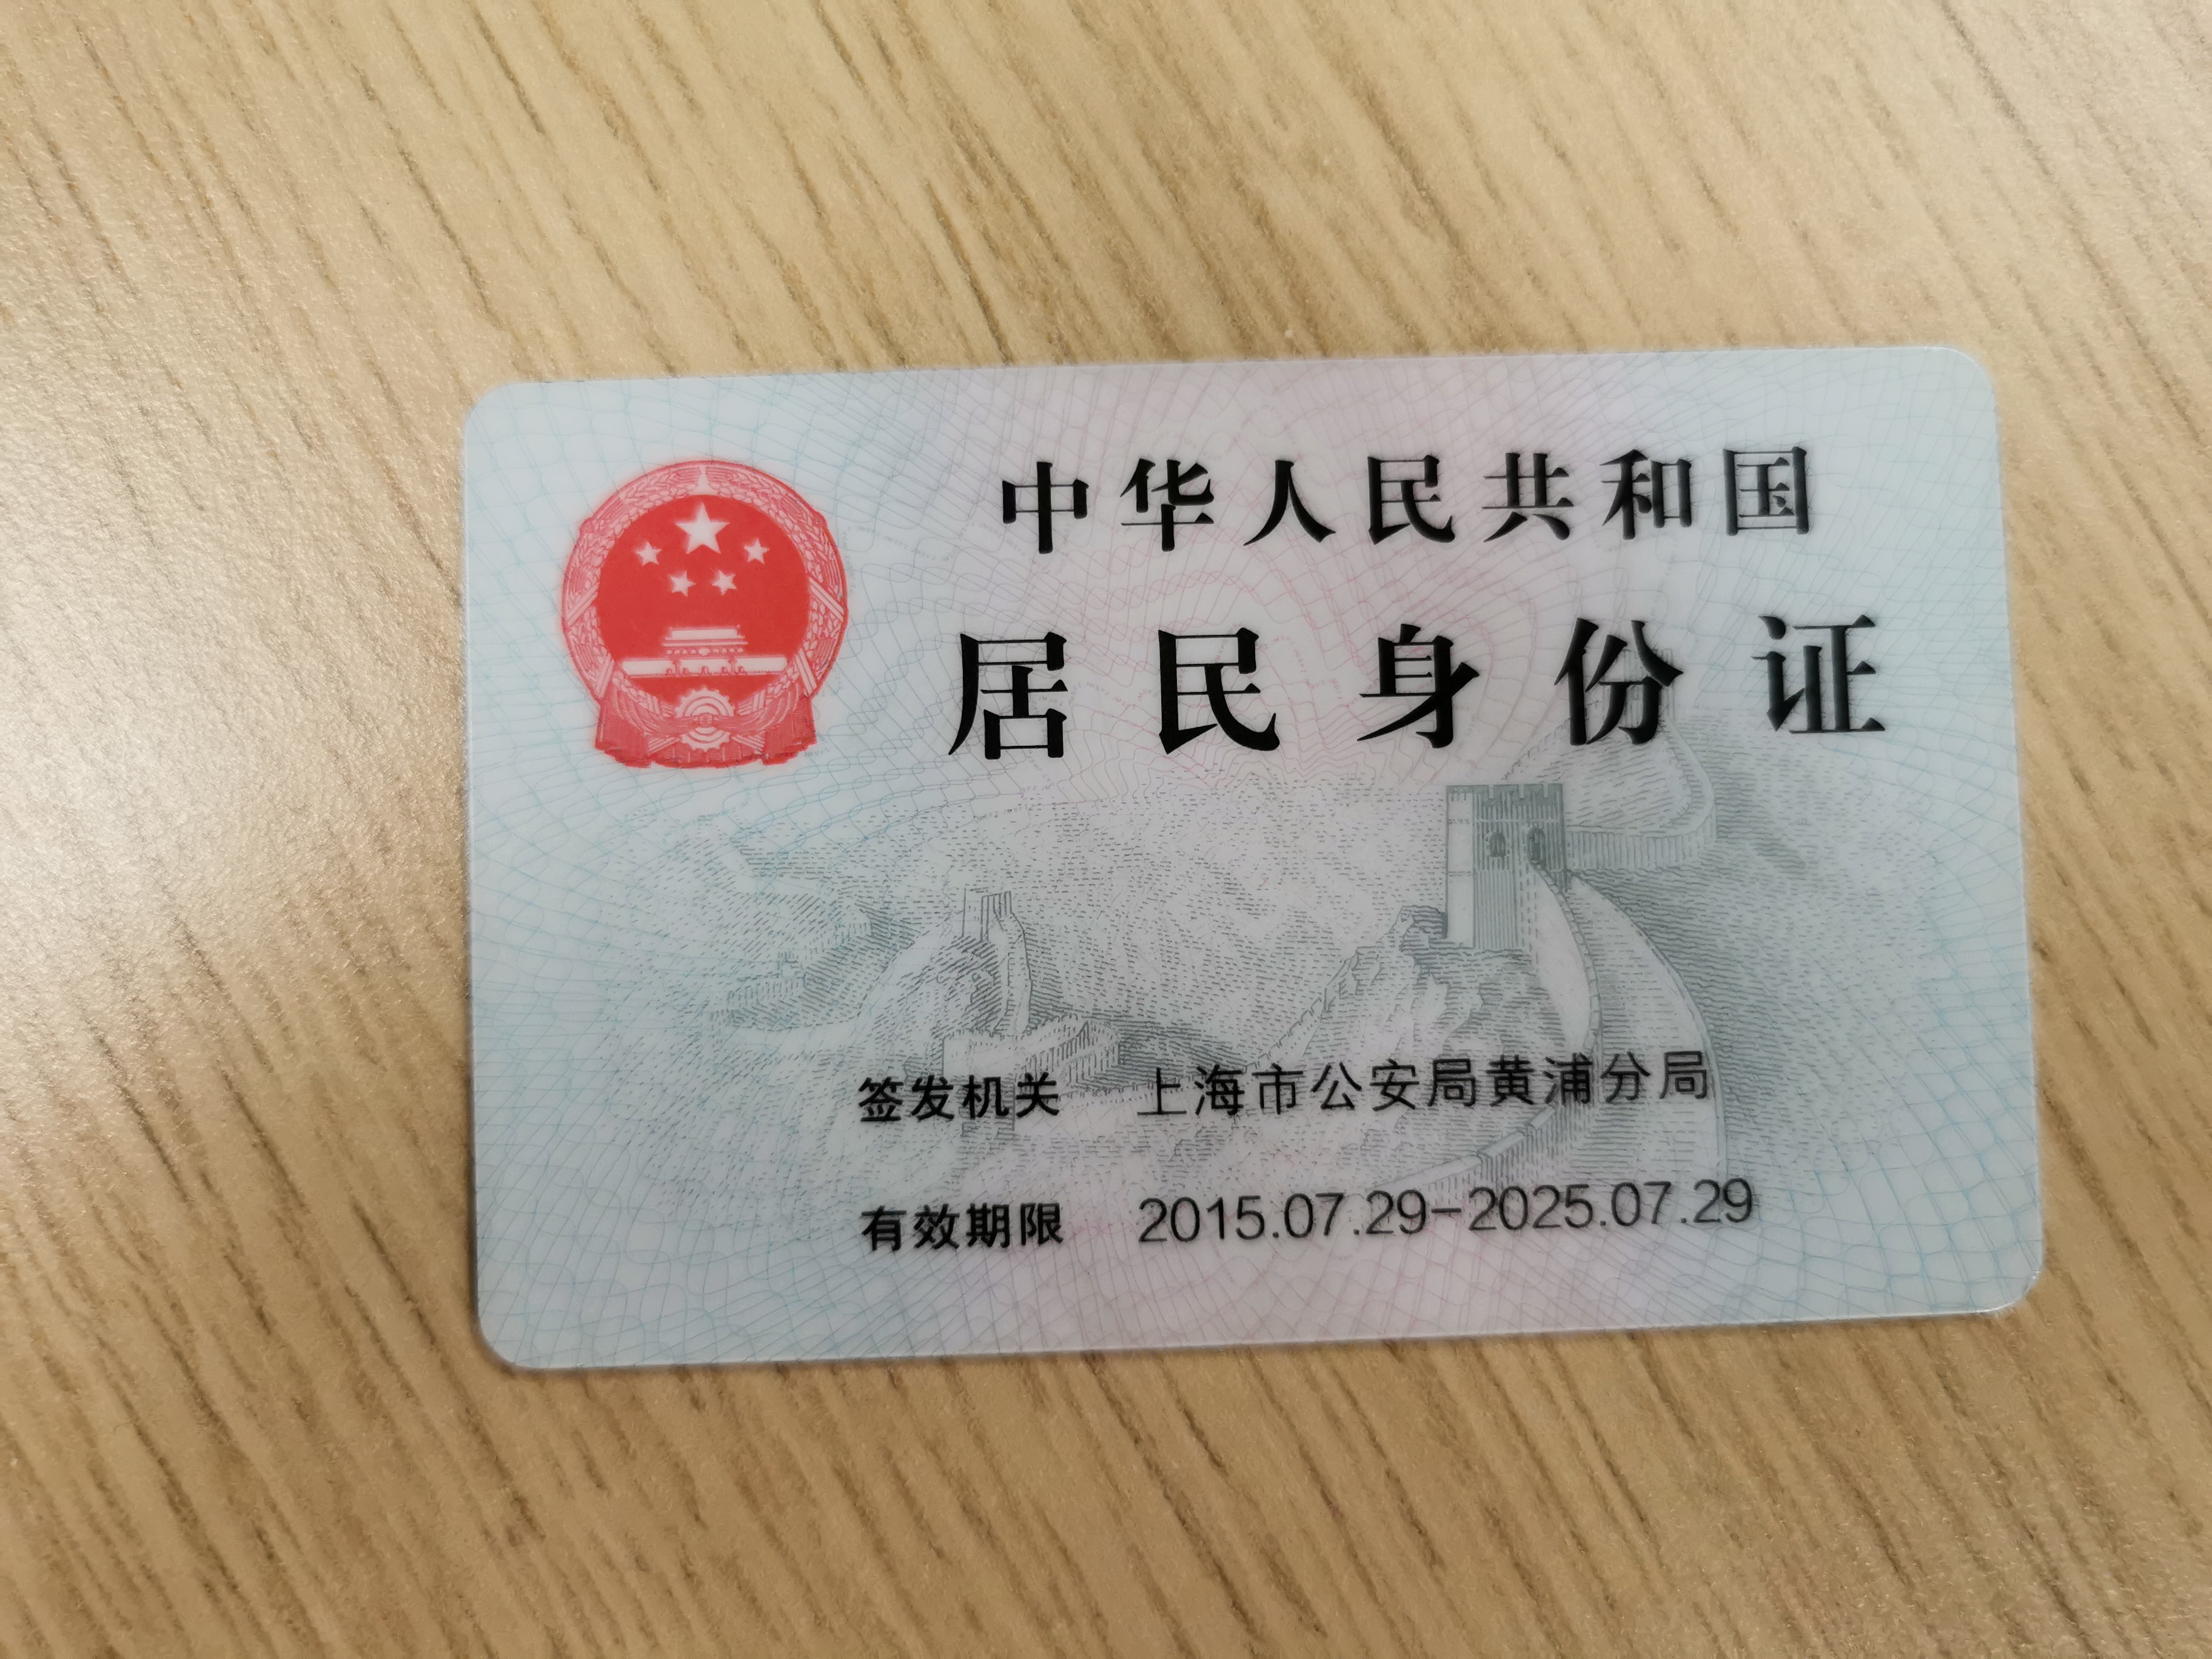 中华人民共和国
居民身份证
签发机关 上海市公安局黄浦分局
有效期限 2015.07.29-2025.07.29